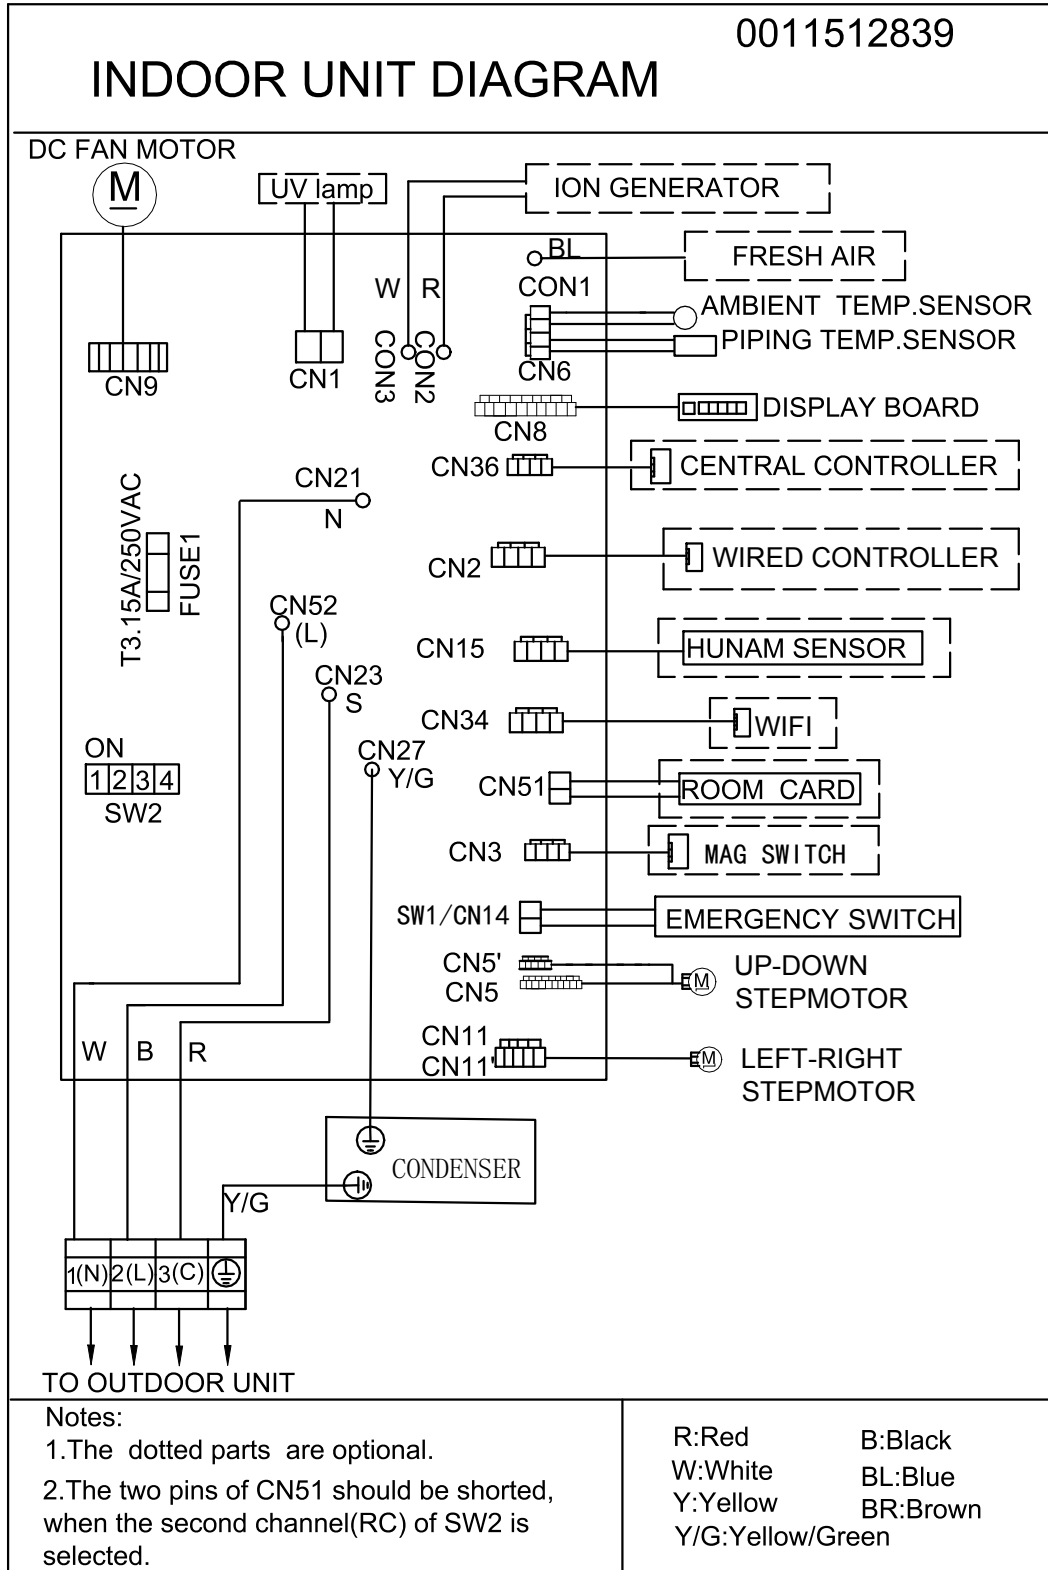 0011512839
INDOOR UNIT DIAGRAM
DC FAN MOTOR
M
UV lamp
ION GENERATOR
BL
FRESH AIR
W R
CON1
AMBIENT TEMP.SENSOR
PIPING TEMP.SENSOR
CON3
CON2
CN9
CN1
CN6
DISPLAY BOARD
CN8
CN36
CENTRAL CONTROLLER
CN21
N
T3.15A/250VAC
FUSE1
CN2
WIRED CONTROLLER
CN52
(L)
CN15
HUNAM SENSOR
CN23
S
CN34
WIFI
ON
1 2 3 4
SW2
CN27
Y/G
CN51
ROOM CARD
CN3
MAG SWITCH
SW1/CN14
EMERGENCY SWITCH
CN5'
CN5
M
UP-DOWN
STEPMOTOR
W B R
CN11
CN11'
M
LEFT-RIGHT
STEPMOTOR
CONDENSER
Y/G
1(N) 2(L) 3(C)
TO OUTDOOR UNIT
Notes:
1.The dotted parts are optional.
2.The two pins of CN51 should be shorted,
when the second channel(RC) of SW2 is
selected.
R:Red B:Black
W:White BL:Blue
Y:Yellow BR:Brown
Y/G:Yellow/Green